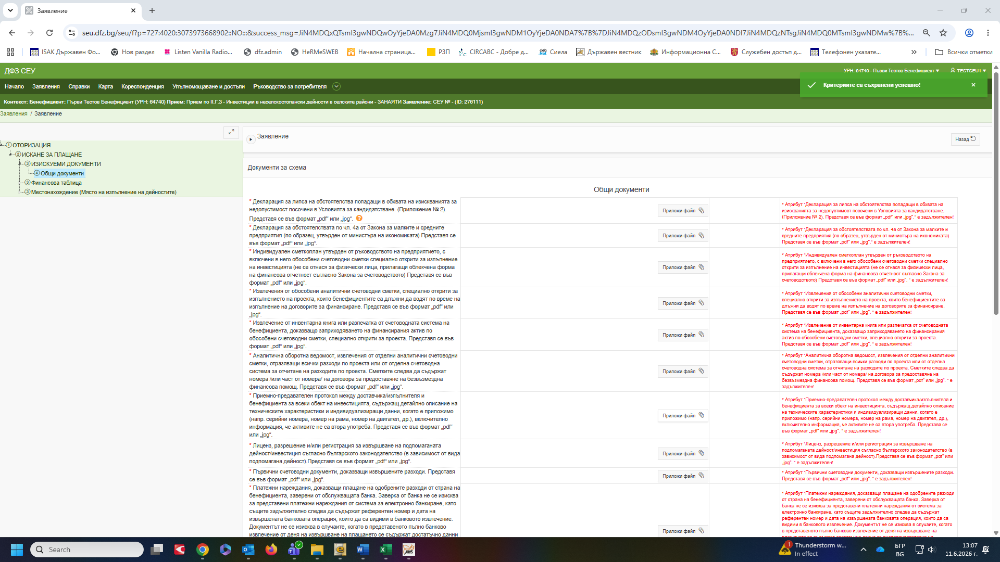 Заявление
seu.dfz.bg/seu/f?p=727:4020:3073973668902::NO:::&success_msg=JiN4MDQxQTsmI3gwNDQwOyYjeDA0Mzg7JiN4MDQ0MjsmI3gwNDM1OyYjeDA0NDA7%7B%7DJiN4MDQzODsmI3gwNDM4OyYjeDA0NDI7JiN4MDQzNTsgJiN4MDQ0MTsmI3gwNDMw%7B%...
ISAK Държавен Фо...
Нов раздел
Listen Vanilla Radio...
dfz.admin
HeRMeSWEB
Начална страница...
РЗП
CIRCABC - Добре д...
Сиела
Държавен вестник
Информационна С...
Служебен достъп д...
Телефонен указате...
Всички отметки
ДФЗ СЕУ
УРН: 64740 - Първи Тестов Бенефициент
TESTSEU1
Начало Заявления Справки Карта Кореспонденция Упълномощаване и достъпи Ръководство за потребителя
Критериите са съхранени успешно!
Контекст: Бенефициент: Първи Тестов Бенефициент (УРН: 64740) Прием: Прием по II.Г.3 - Инвестиции в неселскостопански дейности в селските райони - ЗАНАЯТИ Заявление: СЕУ № - (ID: 276111)
Заявления / Заявление
1 ОТОРИЗАЦИЯ
2 ИСКАНЕ ЗА ПЛАЩАНЕ
3 ИЗИСКУЕМИ ДОКУМЕНТИ
4 Общи документи
3 Финансова таблица
3 Местонахождение (Място на изпълнение на дейностите)
Заявление
Назад
Документи за схема
Общи документи
* Декларация за липса на обстоятелства попадащи в обхвата на изискванията за
недопустимост посочени в Условията за кандидатстване. (Приложение № 2).
Представя се във формат „pdf“ или „jpg“.
Приложи файл
* Атрибут "Декларация за липса на обстоятелства попадащи в обхвата на
изискванията за недопустимост посочени в Условията за кандидатстване.
(Приложение № 2). Представя се във формат „pdf“ или „jpg“." е задължителен!
* Декларация за обстоятелствата по чл. 4а от Закона за малките и средните
предприятия (по образец, утвърден от министъра на икономиката) Представя се
във формат „pdf“ или „jpg“.
Приложи файл
* Атрибут "Декларация за обстоятелствата по чл. 4а от Закона за малките и
средните предприятия (по образец, утвърден от министъра на икономиката)
Представя се във формат „pdf“ или „jpg“." е задължителен!
* Индивидуален сметкоплан утвърден от ръководството на предприятието, с
включени в него обособени счетоводни сметки специално открити за изпълнение
на инвестицията (не се отнася за физически лица, прилагащи облекчена форма
на финансова отчетност съгласно Закона за счетоводството) Представя се във
формат „pdf“ или „jpg“.
Приложи файл
* Атрибут "Индивидуален сметкоплан утвърден от ръководството на
предприятието, с включени в него обособени счетоводни сметки специално
открити за изпълнение на инвестицията (не се отнася за физически лица,
прилагащи облекчена форма на финансова отчетност съгласно Закона за
счетоводството) Представя се във формат „pdf“ или „jpg“. " е задължителен!
* Извлечения от обособени аналитични счетоводни сметки, специално открити за
изпълнението на проекта, които бенефициентите са длъжни да водят по време на
изпълнение на договорите за финансиране. Представя се във формат „pdf“ или
„jpg“.
Приложи файл
* Атрибут "Извлечения от обособени аналитични счетоводни сметки,
специално открити за изпълнението на проекта, които бенефициентите са
длъжни да водят по време на изпълнение на договорите за финансиране.
Представя се във формат „pdf“ или „jpg“. " е задължителен!
* Извлечение от инвентарна книга или разпечатка от счетоводната система на
бенефициента, доказващо заприходяването на финансирания актив по
обособени счетоводни сметки, специално открити за проекта. Представя се във
формат „pdf“ или „jpg“.
Приложи файл
* Атрибут "Извлечение от инвентарна книга или разпечатка от счетоводната
система на бенефициента, доказващо заприходяването на финансирания
актив по обособени счетоводни сметки, специално открити за проекта.
Представя се във формат „pdf“ или „jpg“. " е задължителен!
* Аналитична оборотна ведомост, извлечения от отделни аналитични счетоводни
сметки, отразяващи всички разходи по проекта или от отделна счетоводна
система за отчитане на разходите по проекта. Сметките следва да съдържат
номера /или част от номера/ на договора за предоставяне на безвъзмездна
финансова помощ. Представя се във формат „pdf“ или „jpg“.
Приложи файл
* Атрибут "Аналитична оборотна ведомост, извлечения от отделни аналитични
счетоводни сметки, отразяващи всички разходи по проекта или от отделна
счетоводна система за отчитане на разходите по проекта. Сметките следва да
съдържат номера /или част от номера/ на договора за предоставяне на
безвъзмездна финансова помощ. Представя се във формат „pdf“ или „jpg“. " е
задължителен!
* Приемно-предавателен протокол между доставчика/изпълнителя и
бенефициента за всеки обект на инвестицията, съдържащ детайлно описание на
техническите характеристики и индивидуализиращи данни, когато е приложимо
(напр. серийни номера, номер на рама, номер на двигател, др.), включително
информация, че активите не са втора употреба. Представя се във формат „pdf“
или „jpg“.
Приложи файл
* Атрибут "Приемно-предавателен протокол между доставчика/изпълнителя и
бенефициента за всеки обект на инвестицията, съдържащ детайлно описание
на техническите характеристики и индивидуализиращи данни, когато е
приложимо (напр. серийни номера, номер на рама, номер на двигател, др.),
включително информация, че активите не са втора употреба. Представя се
във формат „pdf“ или „jpg“. " е задължителен!
* Лиценз, разрешение и/или регистрация за извършване на подпомаганата
дейност/инвестиция съгласно българското законодателство (в зависимост от вида
подпомагана дейност).Представя се във формат „pdf“ или „jpg“.
Приложи файл
* Атрибут "Лиценз, разрешение и/или регистрация за извършване на
подпомаганата дейност/инвестиция съгласно българското законодателство (в
зависимост от вида подпомагана дейност).Представя се във формат „pdf“ или
„jpg“. " е задължителен!
* Първични счетоводни документи, доказващи извършените разходи. Представя
се във формат „pdf“ или „jpg“.
Приложи файл
* Атрибут "Първични счетоводни документи, доказващи извършените разходи.
Представя се във формат „pdf“ или „jpg“. " е задължителен!
* Платежни нареждания, доказващи плащане на одобрените разходи от страна на
бенефициента, заверени от обслужващата банка. Заверка от банка не се изисква
за представени платежни нареждания от система за електронно банкиране, като
същите задължително следва да съдържат референтен номер и дата на
извършената банковата операция, които да са видими в банковото извлечение.
Документът не се изисква в случаите, когато в представеното пълно банково
извлечение от деня на извършване на плащането се съдържат достатъчно данни
Приложи файл
* Атрибут "Платежни нареждания, доказващи плащане на одобрените разходи
от страна на бенефициента, заверени от обслужващата банка. Заверка от
банка не се изисква за представени платежни нареждания от система за
електронно банкиране, като същите задължително следва да съдържат
референтен номер и дата на извършената банковата операция, които да са
видими в банковото извлечение. Документът не се изисква в случаите, когато
в представеното пълно банково извлечение от деня на извършване на
Search
1
Thunderstorm w...
In effect
БГР
BG
13:07
11.6.2026 г.